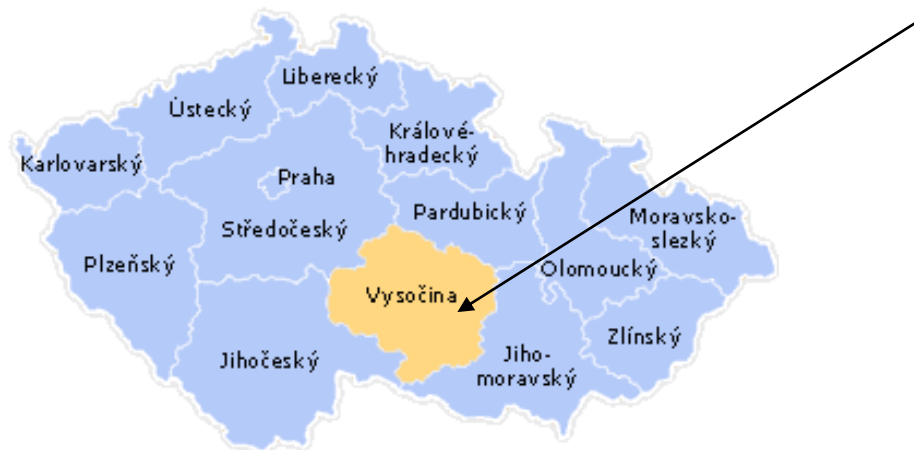 Liberecký
Ústecký
Králové-
hradecký
Karlovarský
Praha
Pardubický
Středočeský
Moravsko-
slezký
Plzeňský
Olomoucký
Vysočina
Zlínský
Jihočeský
Jiho-
moravský